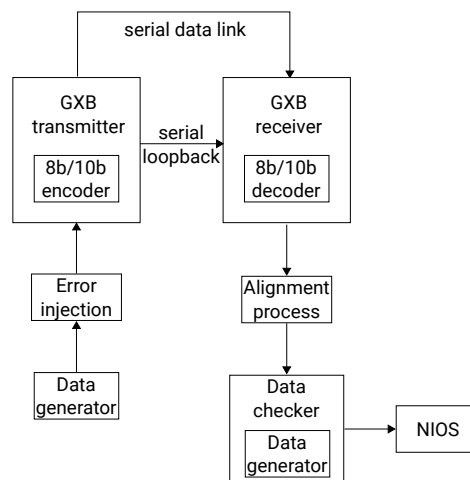 serial data link
GXB
transmitter
8b/10b
encoder
serial
loopback
GXB
receiver
8b/10b
decoder
Error
injection
Alignment
process
Data
generator
Data
checker
Data
generator
NIOS